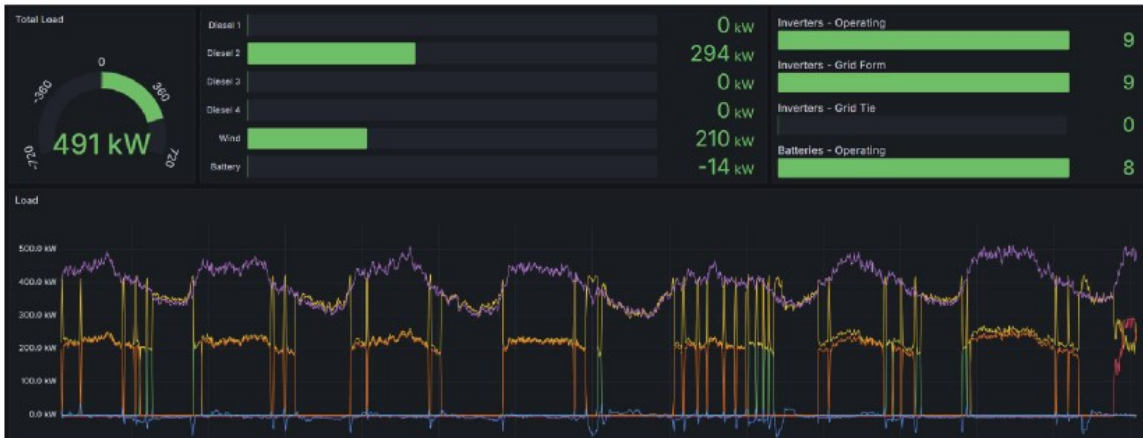 Total Load
0
-360
360
-720
720
491 kW
Diesel 1
0 kW
Diesel 2
294 kW
Diesel 3
0 kW
Diesel 4
0 kW
Wind
210 kW
Battery
-14 kW
Inverters - Operating
9
Inverters - Grid Form
9
Inverters - Grid Tie
0
Batteries - Operating
8
Load
500.0 kW
400.0 kW
300.0 kW
200.0 kW
100.0 kW
0.0 kW